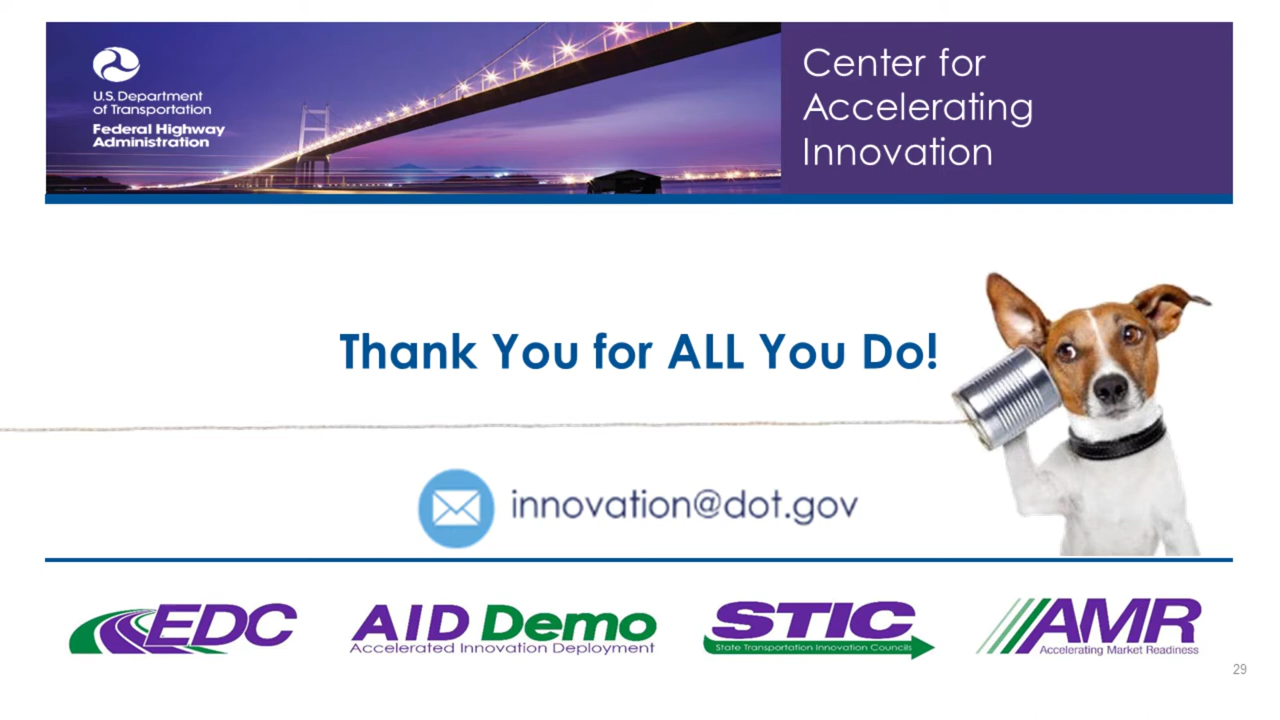 U.S. Department
of Transportation
Federal Highway
Administration
Center for
Accelerating
Innovation
Thank You for ALL You Do!
innovation@dot.gov
EDC
AID Demo
Accelerated Innovation Deployment
STIC
State Transportation Innovation Councils
AMR
Accelerating Market Readiness
29